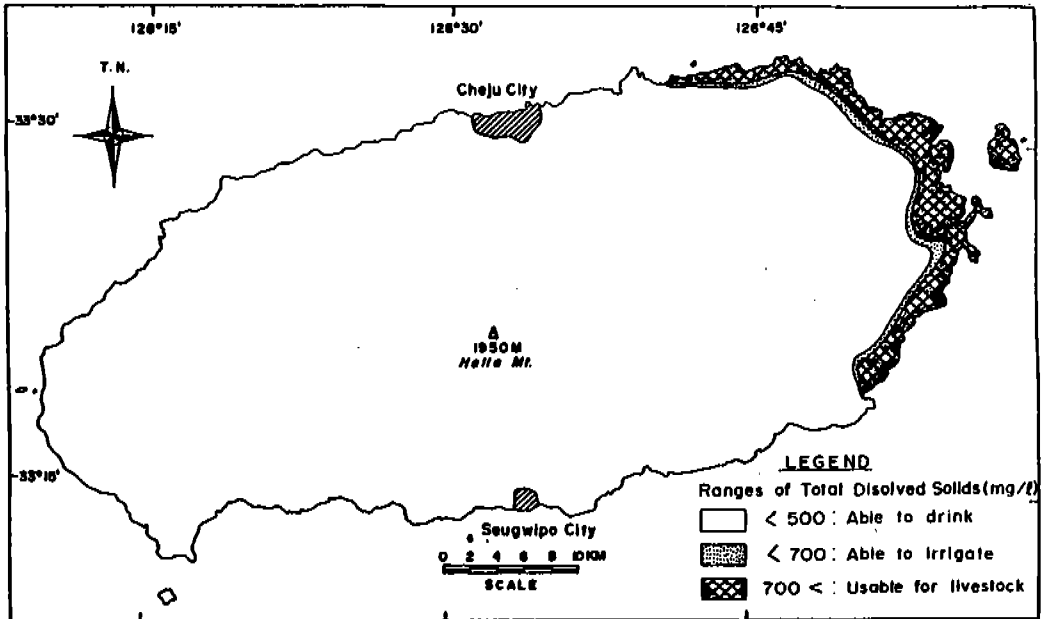 126°15'
126°30'
126°45'
T.N.
Cheju City
33°30'
1950M
Halla Mt.
33°15'
Seugwipo City
0 2 4 6 8 10KM
SCALE
LEGEND
Ranges of Total Disolved Solids(mg/ℓ)
< 500 : Able to drink
< 700 : Able to irrigate
700 < : Usable for livestock